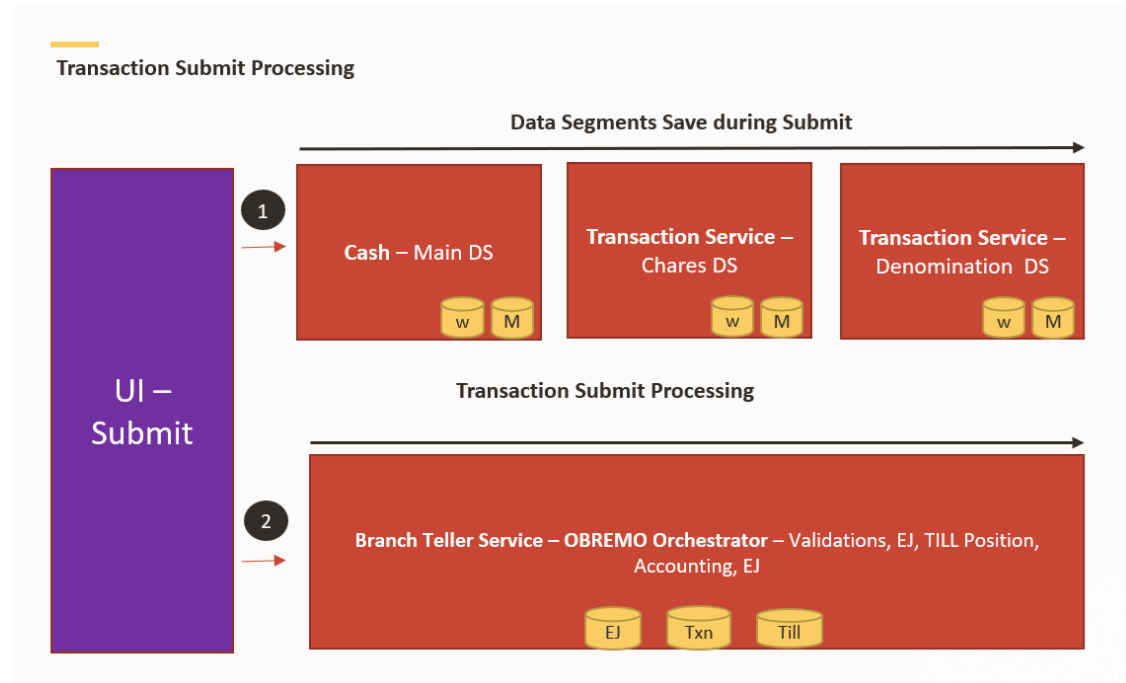 Transaction Submit Processing
Data Segments Save during Submit
UI –
Submit
1
Cash – Main DS
w
M
Transaction Service –
Chares DS
w
M
Transaction Service –
Denomination DS
w
M
Transaction Submit Processing
2
Branch Teller Service – OBREMO Orchestrator – Validations, EJ, TILL Position,
Accounting, EJ
EJ
Txn
Till